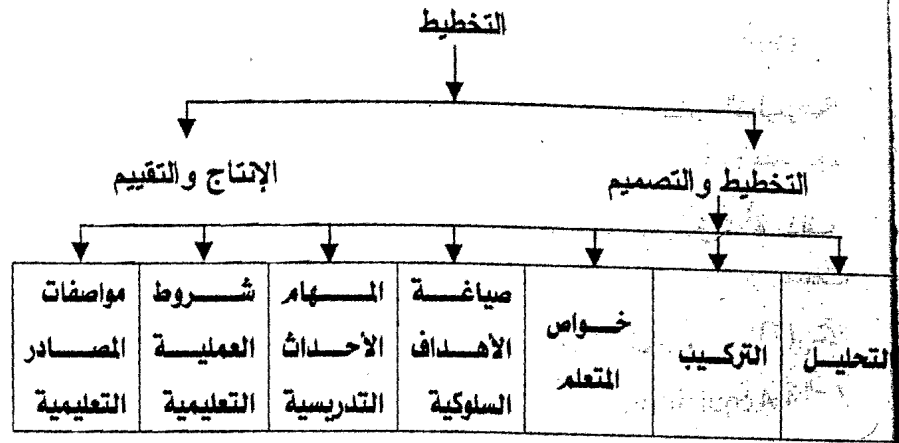 التخطيط
التخطيط والتصميم
الإنتاج والتقييم
التحليل
التركيب
خواص
المتعلم
صياغة
الأهداف
السلوكية
المهام
الأحداث
التدريسية
شروط
العملية
التعليمية
مواصفات
المصادر
التعليمية